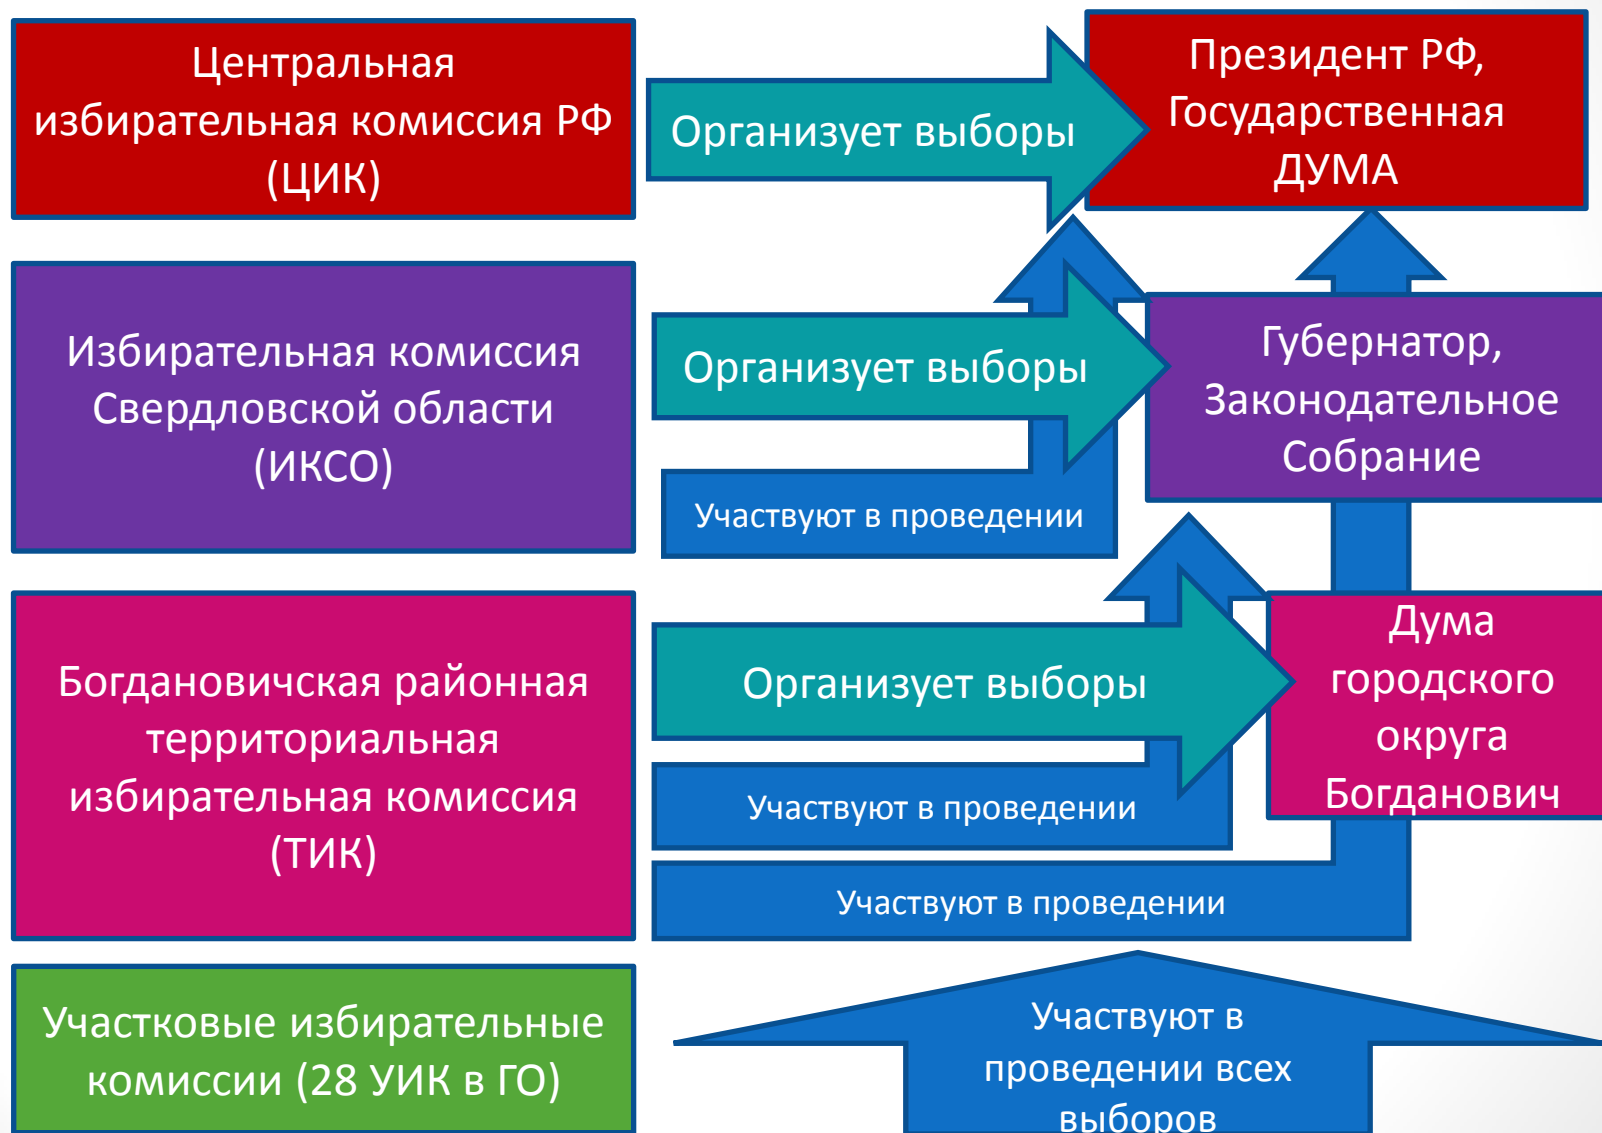 Центральная
избирательная комиссия РФ
(ЦИК)
Организует выборы
Президент РФ,
Государственная
ДУМА
Избирательная комиссия
Свердловской области
(ИКСО)
Организует выборы
Участвуют в проведении
Губернатор,
Законодательное
Собрание
Богдановичская районная
территориальная
избирательная комиссия
(ТИК)
Организует выборы
Участвуют в проведении
Участвуют в проведении
Дума
городского
округа
Богданович
Участковые избирательные
комиссии (28 УИК в ГО)
Участвуют в
проведении всех
выборов